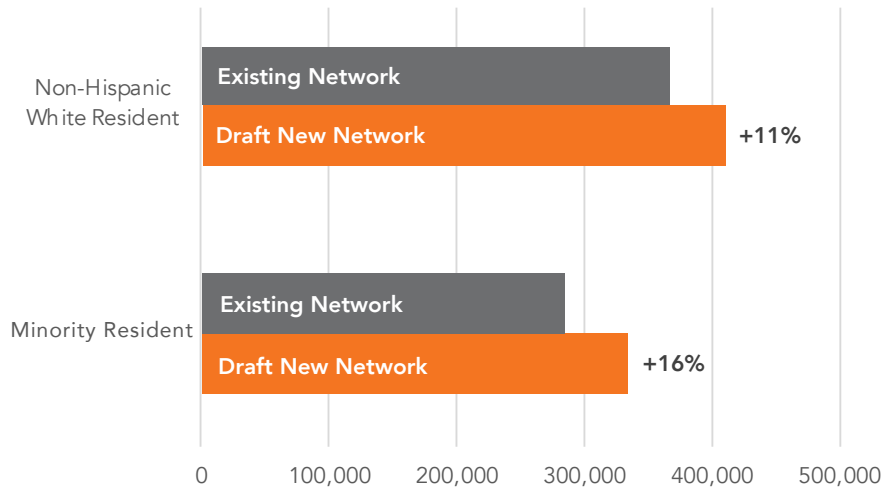 Non-Hispanic
White Resident
Existing Network
Draft New Network
+11%
Minority Resident
Existing Network
Draft New Network
+16%
0 100,000 200,000 300,000 400,000 500,000